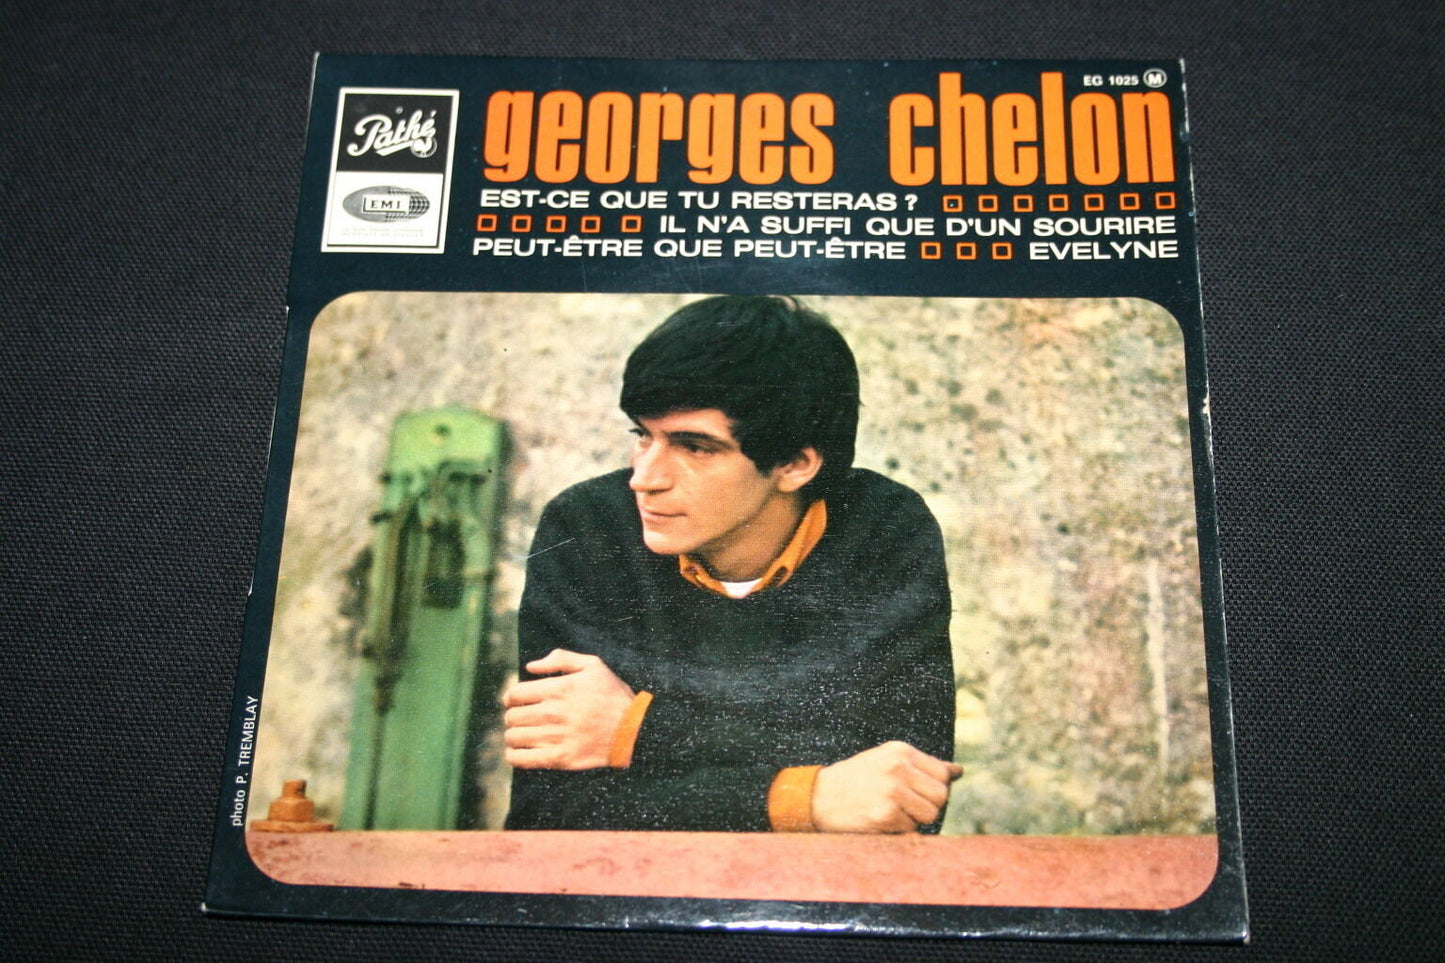 EG 1025 M
georges chelon
Pathé
EMI
EST-CE QUE TU RESTERAS ?
IL N'A SUFFI QUE D'UN SOURIRE
PEUT-ÊTRE QUE PEUT-ÊTRE EVELYNE
photo P. TREMBLAY